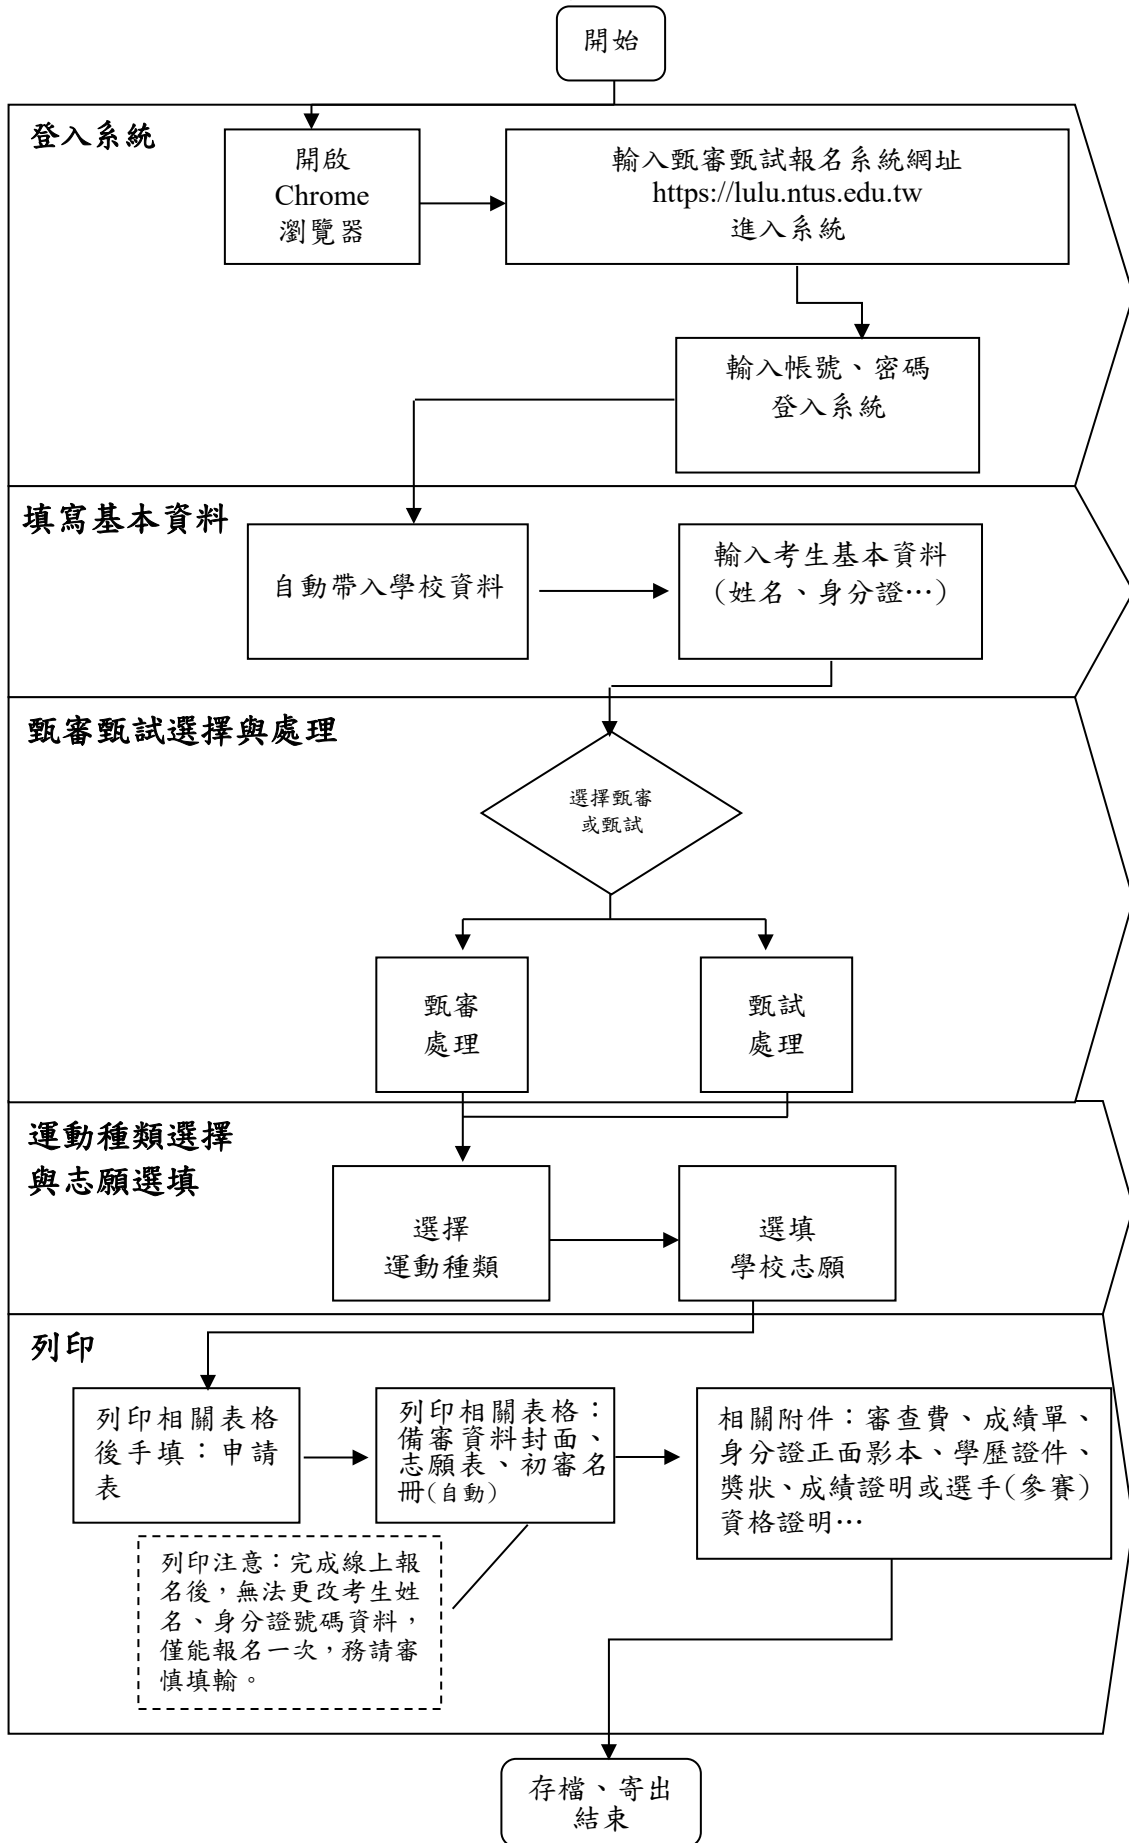 開始
登入系統
開啟
Chrome
瀏覽器
輸入甄審甄試報名系統網址
https://lulu.ntus.edu.tw
進入系統
輸入帳號、密碼
登入系統
填寫基本資料
自動帶入學校資料
輸入考生基本資料
(姓名、身分證…)
甄審甄試選擇與處理
選擇甄審
或甄試
甄審
處理
甄試
處理
運動種類選擇
與志願選填
選擇
運動種類
選填
學校志願
列印
列印相關表格
後手填：申請
表
列印相關表格：
備審資料封面、
志願表、初審名
冊(自動)
相關附件：審查費、成績單、
身分證正面影本、學歷證件、
獎狀、成績證明或選手(參賽)
資格證明…
列印注意：完成線上報
名後，無法更改考生姓
名、身分證號碼資料，
僅能報名一次，務請審
慎填輸。
存檔、寄出
結束